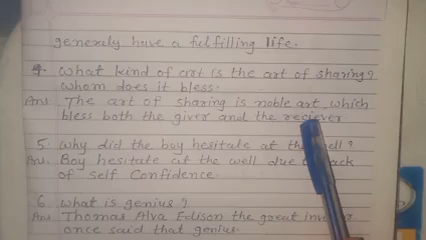 generaly have a fulfilling life.
4. what kind of art is the art of sharing?
whom does it bless.
Ans The art of sharing is noble art which
bless both the giver and the reciever
5. why did the boy hesitate at the well?
Ans. Boy hesitate at the well due
of self Confidence.
6. what is genius?
Ans Thomas Alva Edison the great
once said that genius.